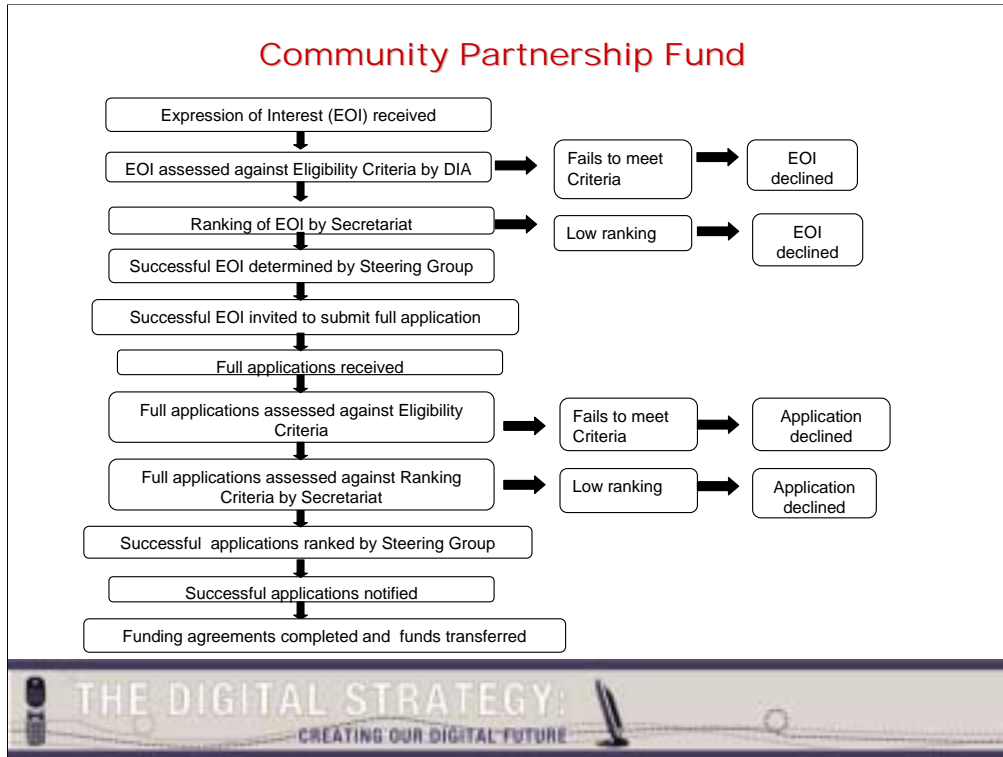 Community Partnership Fund
Expression of Interest (EOI) received
EOI assessed against Eligibility Criteria by DIA
Fails to meet
Criteria
EOI
declined
Ranking of EOI by Secretariat
Low ranking
EOI
declined
Successful EOI determined by Steering Group
Successful EOI invited to submit full application
Full applications received
Full applications assessed against Eligibility
Criteria
Fails to meet
Criteria
Application
declined
Full applications assessed against Ranking
Criteria by Secretariat
Low ranking
Application
declined
Successful applications ranked by Steering Group
Successful applications notified
Funding agreements completed and funds transferred
THE DIGITAL STRATEGY:
CREATING OUR DIGITAL FUTURE